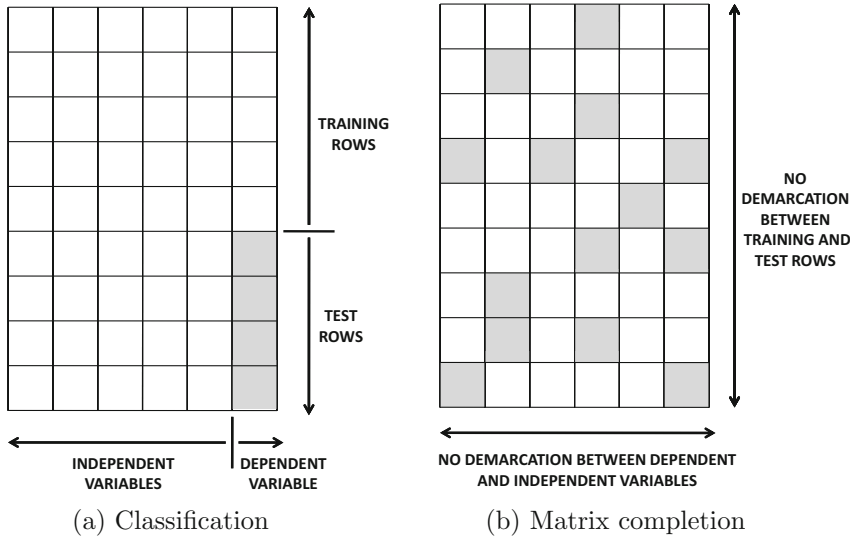 TRAINING
ROWS
TEST
ROWS
INDEPENDENT
VARIABLES
DEPENDENT
VARIABLE
(a) Classification
NO
DEMARCATION
BETWEEN
TRAINING AND
TEST ROWS
NO DEMARCATION BETWEEN DEPENDENT
AND INDEPENDENT VARIABLES
(b) Matrix completion